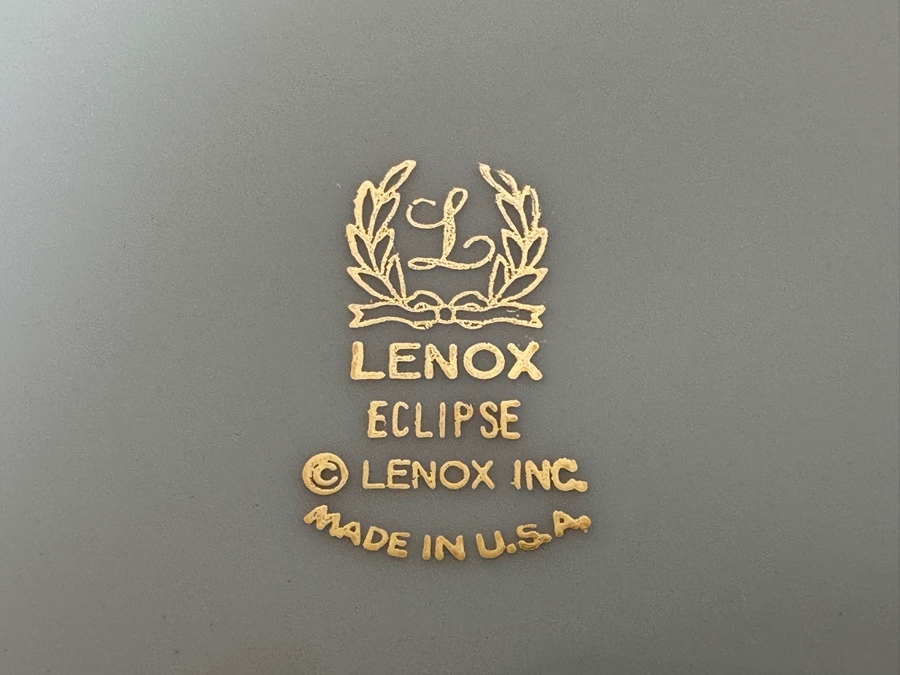 L
LENOX
ECLIPSE
© LENOX INC.
MADE IN U.S.A.